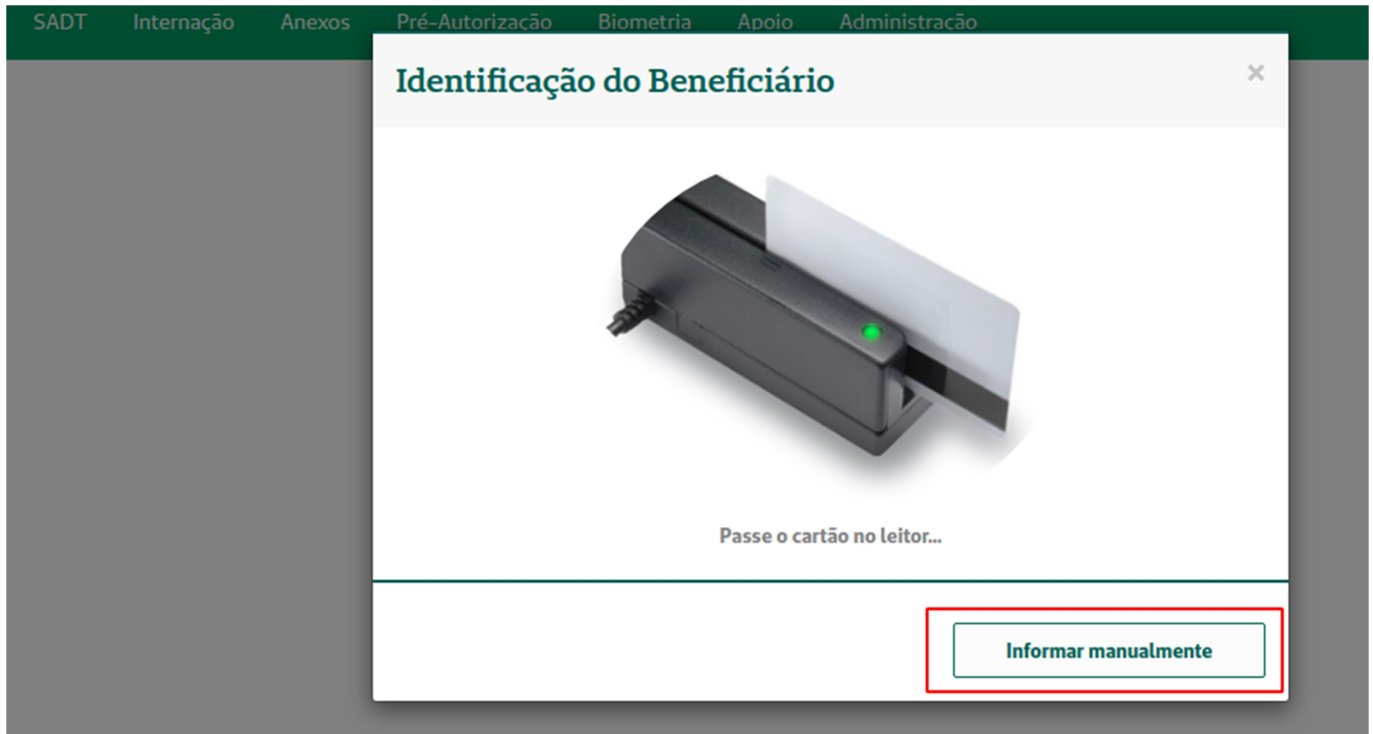 SADT Internação Anexos Pré-Autorização Biometria Apoio Administração
Identificação do Beneficiário ×
Passe o cartão no leitor...
Informar manualmente